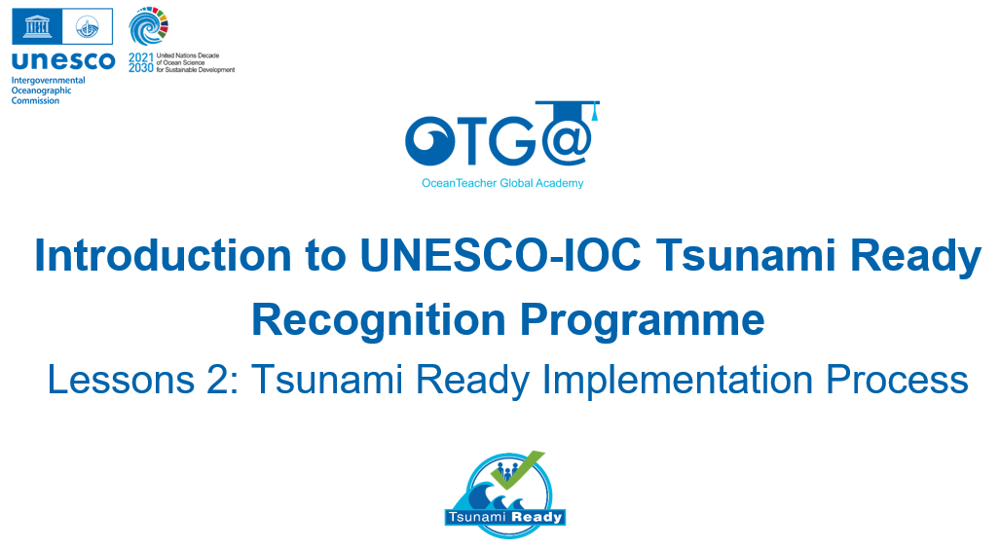 unesco
Intergovernmental
Oceanographic
Commission
2021
2030
United Nations Decade
of Ocean Science
for Sustainable Development
OTG@
OceanTeacher Global Academy
Introduction to UNESCO-IOC Tsunami Ready
Recognition Programme
Lessons 2: Tsunami Ready Implementation Process
Tsunami Ready